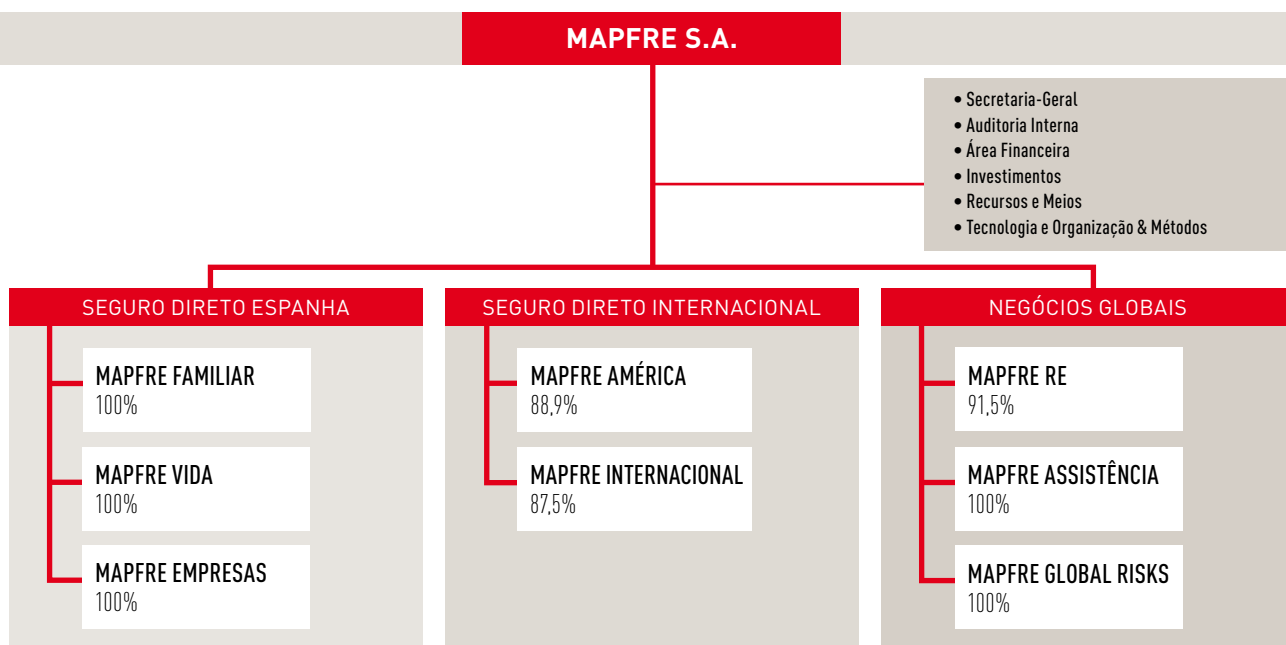 MAPFRE S.A.
• Secretaria-Geral
• Auditoria Interna
• Área Financeira
• Investimentos
• Recursos e Meios
• Tecnologia e Organização & Métodos
SEGURO DIRETO ESPANHA
MAPFRE FAMILIAR
100%
MAPFRE VIDA
100%
MAPFRE EMPRESAS
100%
SEGURO DIRETO INTERNACIONAL
MAPFRE AMÉRICA
88,9%
MAPFRE INTERNACIONAL
87,5%
NEGÓCIOS GLOBAIS
MAPFRE RE
91,5%
MAPFRE ASSISTÊNCIA
100%
MAPFRE GLOBAL RISKS
100%